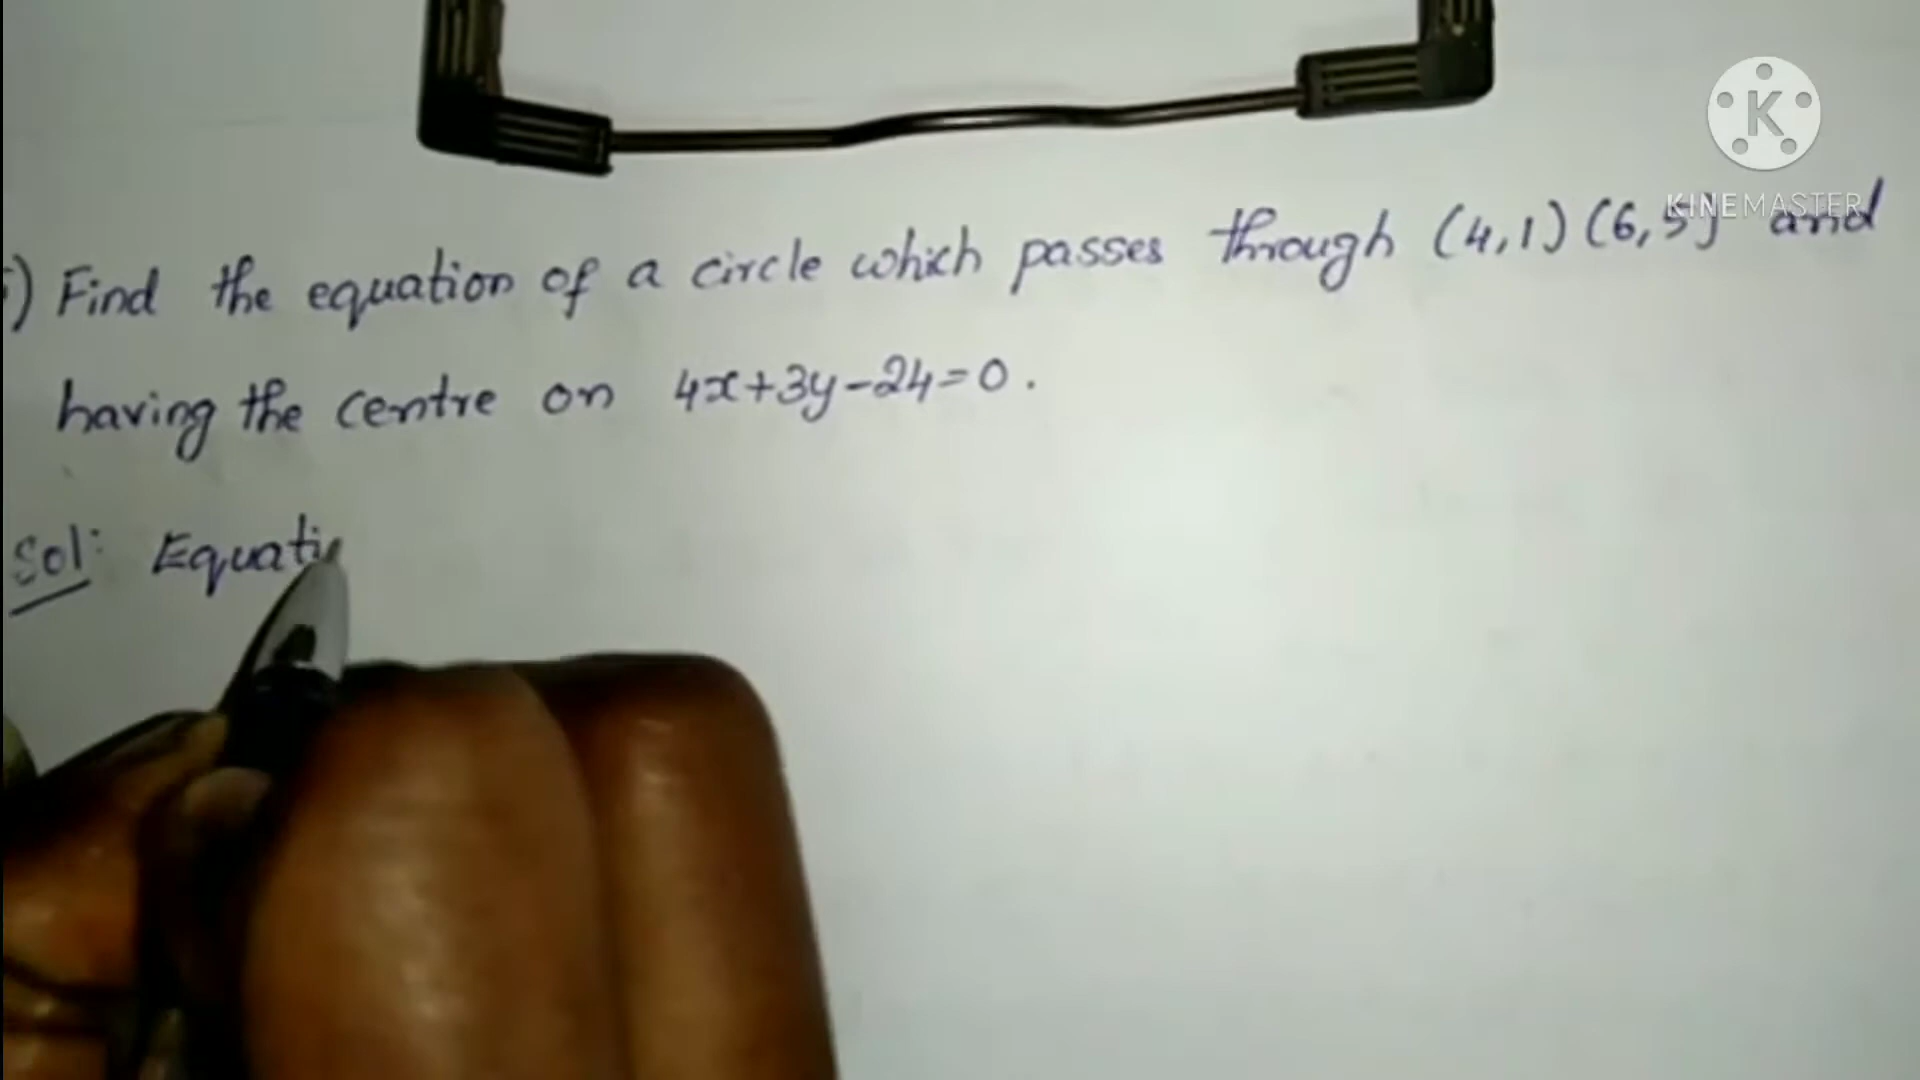 ) Find the equation of a circle which passes through (4,1) (6,5) and
having the centre on 4x+3y-24=0.
Sol: Equati
K
KINEMASTER